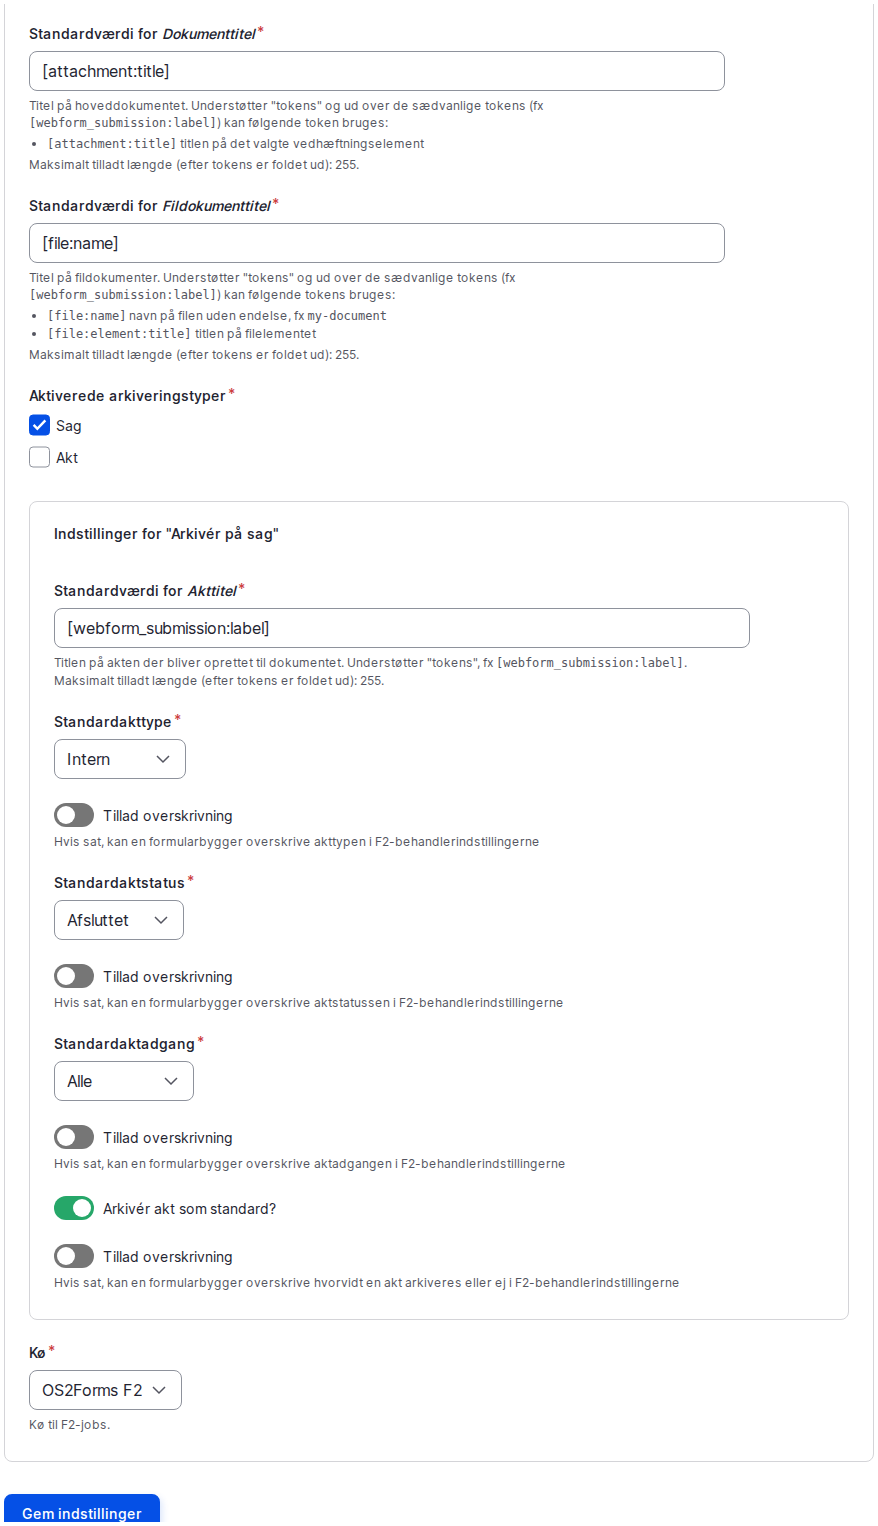 Standardværdi for Dokumenttitel*
[attachment:title]
Titel på hoveddokumentet. Understøtter "tokens" og ud over de sædvanlige tokens (fx
[webform_submission:label]) kan følgende token bruges:
• [attachment:title] titlen på det valgte vedhæftningselement
Maksimalt tilladt længde (efter tokens er foldet ud): 255.
Standardværdi for Fildokumenttitel*
[file:name]
Titel på fildokumenter. Understøtter "tokens" og ud over de sædvanlige tokens (fx
[webform_submission:label]) kan følgende tokens bruges:
• [file:name] navn på filen uden endelse, fx my-document
• [file:element:title] titlen på filelementet
Maksimalt tilladt længde (efter tokens er foldet ud): 255.
Aktiverede arkiveringstyper*
Sag
Akt
Indstillinger for "Arkivér på sag"
Standardværdi for Akttitel*
[webform_submission:label]
Titlen på akten der bliver oprettet til dokumentet. Understøtter "tokens", fx [webform_submission:label].
Maksimalt tilladt længde (efter tokens er foldet ud): 255.
Standardakttype*
Intern
Tillad overskrivning
Hvis sat, kan en formularbygger overskrive akttypen i F2-behandlerindstillingerne
Standardaktstatus*
Afsluttet
Tillad overskrivning
Hvis sat, kan en formularbygger overskrive aktstatussen i F2-behandlerindstillingerne
Standardaktadgang*
Alle
Tillad overskrivning
Hvis sat, kan en formularbygger overskrive aktadgangen i F2-behandlerindstillingerne
Arkivér akt som standard?
Tillad overskrivning
Hvis sat, kan en formularbygger overskrive hvorvidt en akt arkiveres eller ej i F2-behandlerindstillingerne
Kø*
OS2Forms F2
Kø til F2-jobs.
Gem indstillinger